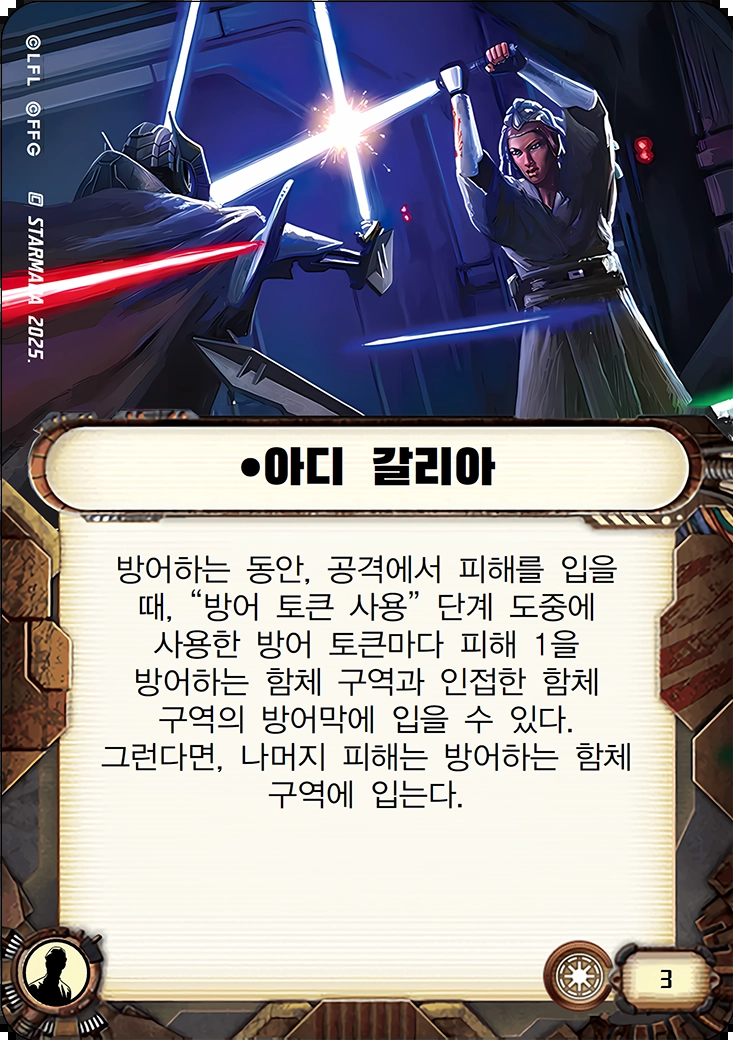 ©LFL ©FFG
STARMADA 2025.
•아디 갈리아
방어하는 동안, 공격에서 피해를 입을
때, “방어 토큰 사용” 단계 도중에
사용한 방어 토큰마다 피해 1을
방어하는 함체 구역과 인접한 함체
구역의 방어막에 입을 수 있다.
그런다면, 나머지 피해는 방어하는 함체
구역에 입는다.
3